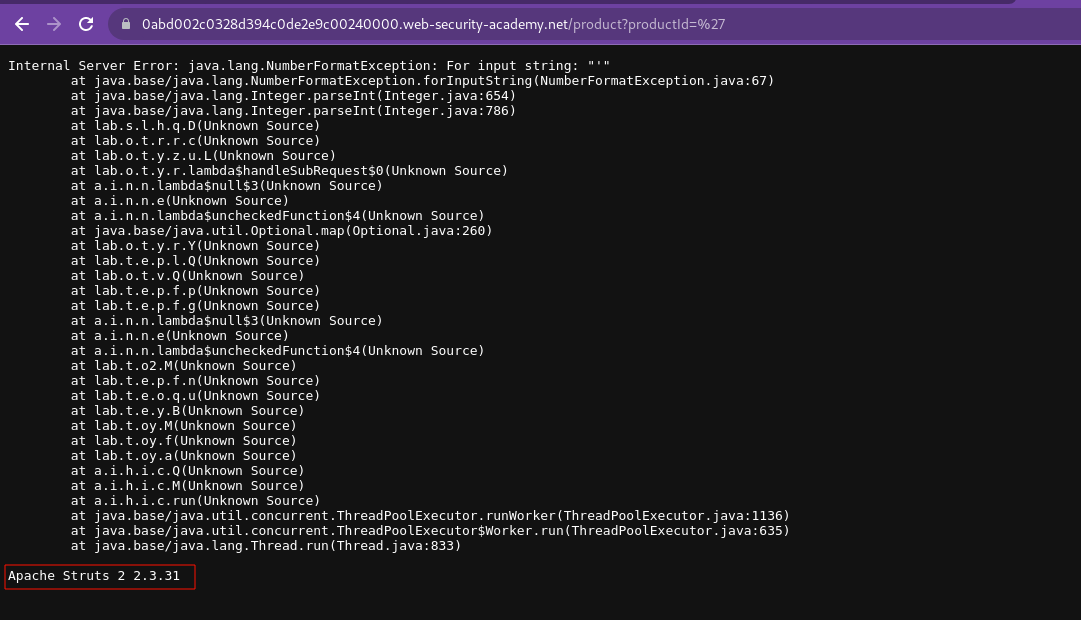 0abd002c0328d394c0de2e9c00240000.web-security-academy.net/product?productId=%27
Internal Server Error: java.lang.NumberFormatException: For input string: "'"
at java.base/java.lang.NumberFormatException.forInputString(NumberFormatException.java:67)
at java.base/java.lang.Integer.parseInt(Integer.java:654)
at java.base/java.lang.Integer.parseInt(Integer.java:786)
at lab.s.l.h.q.D(Unknown Source)
at lab.o.t.r.r.c(Unknown Source)
at lab.o.t.y.z.u.L(Unknown Source)
at lab.o.t.y.r.lambda$handleSubRequest$0(Unknown Source)
at a.i.n.n.lambda$null$3(Unknown Source)
at a.i.n.n.e(Unknown Source)
at a.i.n.n.lambda$uncheckedFunction$4(Unknown Source)
at java.base/java.util.Optional.map(Optional.java:260)
at lab.o.t.y.r.Y(Unknown Source)
at lab.t.e.p.l.Q(Unknown Source)
at lab.o.t.v.Q(Unknown Source)
at lab.t.e.p.f.p(Unknown Source)
at lab.t.e.p.f.g(Unknown Source)
at a.i.n.n.lambda$null$3(Unknown Source)
at a.i.n.n.e(Unknown Source)
at a.i.n.n.lambda$uncheckedFunction$4(Unknown Source)
at lab.t.o2.M(Unknown Source)
at lab.t.e.p.f.n(Unknown Source)
at lab.t.e.o.q.u(Unknown Source)
at lab.t.e.y.B(Unknown Source)
at lab.t.oy.M(Unknown Source)
at lab.t.oy.f(Unknown Source)
at lab.t.oy.a(Unknown Source)
at a.i.h.i.c.Q(Unknown Source)
at a.i.h.i.c.M(Unknown Source)
at a.i.h.i.c.run(Unknown Source)
at java.base/java.util.concurrent.ThreadPoolExecutor.runWorker(ThreadPoolExecutor.java:1136)
at java.base/java.util.concurrent.ThreadPoolExecutor$Worker.run(ThreadPoolExecutor.java:635)
at java.base/java.lang.Thread.run(Thread.java:833)
Apache Struts 2 2.3.31